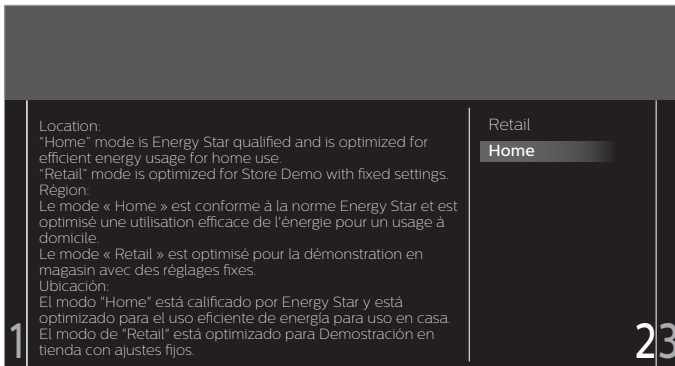 Location:
“Home” mode is Energy Star qualified and is optimized for
efficient energy usage for home use.
“Retail” mode is optimized for Store Demo with fixed settings.
Région:
Le mode « Home » est conforme à la norme Energy Star et est
optimisé une utilisation efficace de l'énergie pour un usage à
domicile.
Le mode « Retail » est optimisé pour la démonstration en
magasin avec des réglages fixes.
Ubicación:
El modo "Home" está calificado por Energy Star y está
optimizado para el uso eficiente de energía para uso en casa.
El modo de "Retail" está optimizado para Demostración en
tienda con ajustes fijos.
Retail
Home
1
2
3